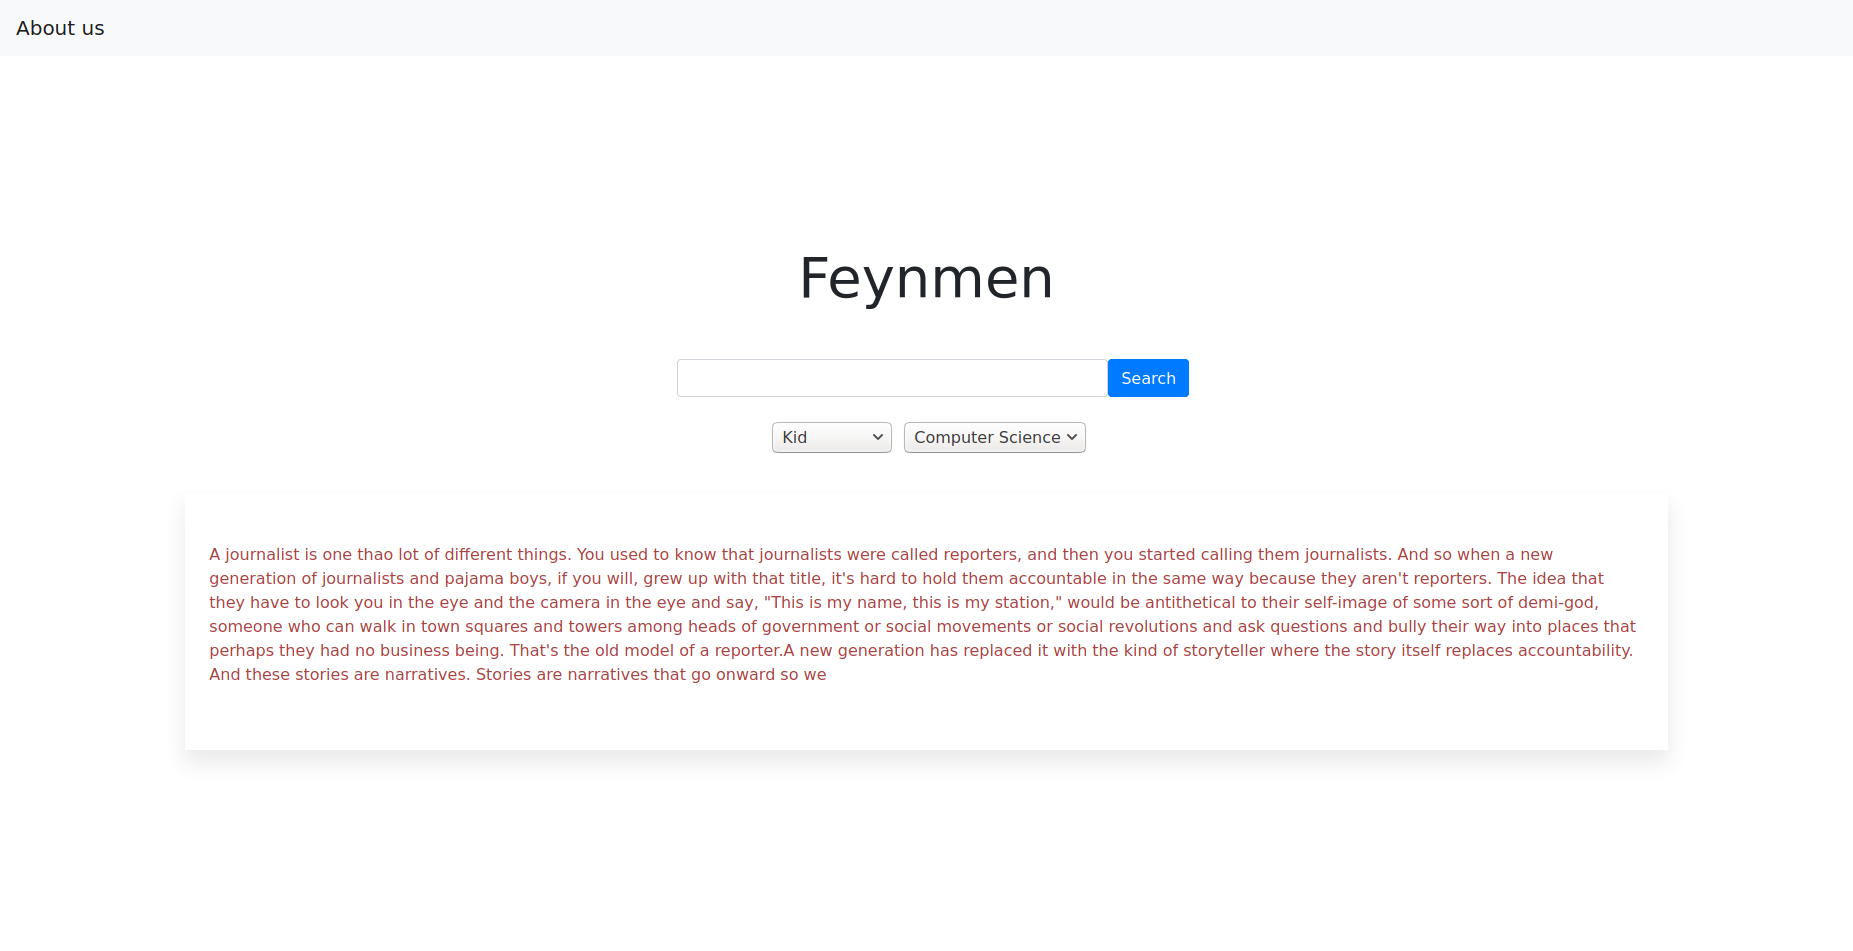 About us
Feynmen
Search
Kid
Computer Science
A journalist is one thao lot of different things. You used to know that journalists were called reporters, and then you started calling them journalists. And so when a new
generation of journalists and pajama boys, if you will, grew up with that title, it's hard to hold them accountable in the same way because they aren't reporters. The idea that
they have to look you in the eye and the camera in the eye and say, "This is my name, this is my station," would be antithetical to their self-image of some sort of demi-god,
someone who can walk in town squares and towers among heads of government or social movements or social revolutions and ask questions and bully their way into places that
perhaps they had no business being. That's the old model of a reporter.A new generation has replaced it with the kind of storyteller where the story itself replaces accountability.
And these stories are narratives. Stories are narratives that go onward so we